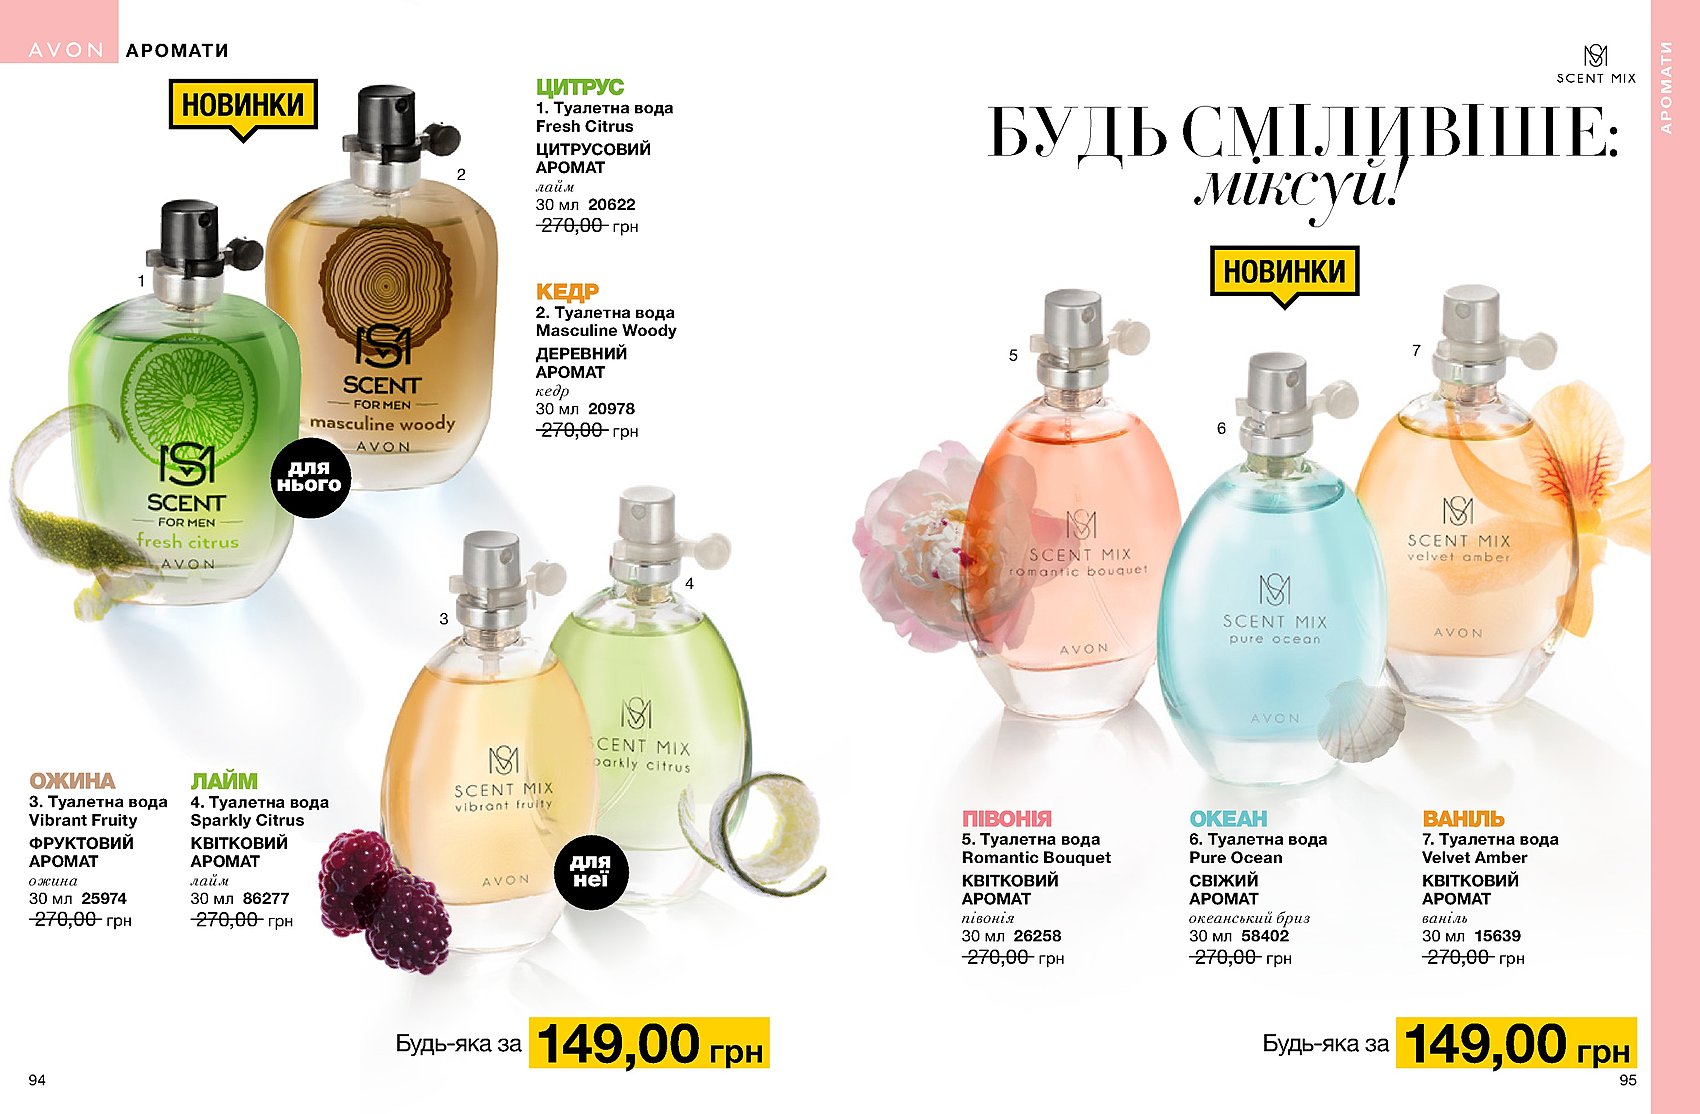 AVON АРОМАТИ
НОВИНКИ
1
2
SCENT
FOR MEN
masculine woody
AVON
SCENT
FOR MEN
fresh citrus
AVON
для
нього
ЦИТРУС
1. Туалетна вода
Fresh Citrus
ЦИТРУСОВИЙ
АРОМАТ
лайм
30 мл 20622
270,00 грн
КЕДР
2. Туалетна вода
Masculine Woody
ДЕРЕВНИЙ
АРОМАТ
кедр
30 мл 20978
270,00 грн
3
4
SCENT MIX
vibrant fruity
AVON
SCENT MIX
sparkly citrus
для
неї
ОЖИНА
3. Туалетна вода
Vibrant Fruity
ФРУКТОВИЙ
АРОМАТ
ожина
30 мл 25974
270,00 грн
ЛАЙМ
4. Туалетна вода
Sparkly Citrus
КВІТКОВИЙ
АРОМАТ
лайм
30 мл 86277
270,00 грн
Будь-яка за 149,00 грн
94
SCENT MIX
АРОМАТИ
БУДЬ СМІЛИВІШЕ:
міксуй!
НОВИНКИ
5
6
7
SCENT MIX
romantic bouquet
AVON
SCENT MIX
pure ocean
AVON
SCENT MIX
velvet amber
AVON
ПІВОНІЯ
5. Туалетна вода
Romantic Bouquet
КВІТКОВИЙ
АРОМАТ
півонія
30 мл 26258
270,00 грн
ОКЕАН
6. Туалетна вода
Pure Ocean
СВІЖИЙ
АРОМАТ
океанський бриз
30 мл 58402
270,00 грн
ВАНІЛЬ
7. Туалетна вода
Velvet Amber
КВІТКОВИЙ
АРОМАТ
ваніль
30 мл 15639
270,00 грн
Будь-яка за 149,00 грн
95